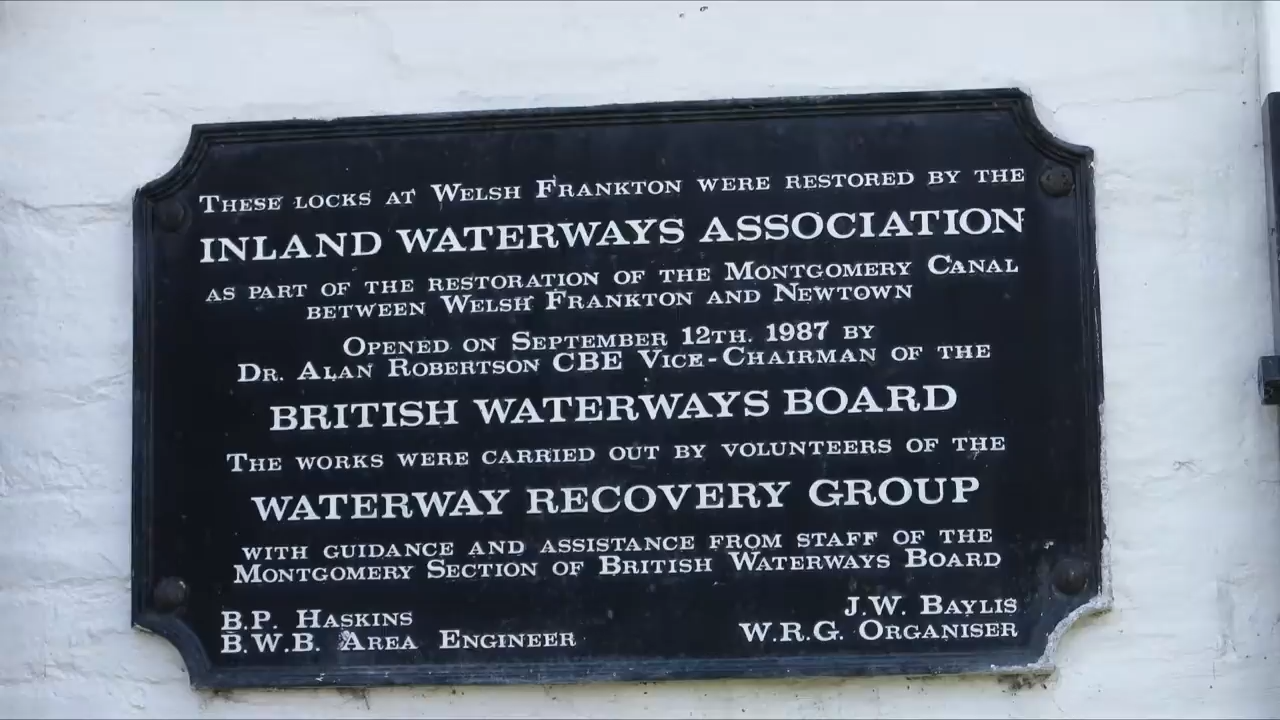 These locks at Welsh Frankton were restored by the
INLAND WATERWAYS ASSOCIATION
as part of the restoration of the Montgomery Canal
between Welsh Frankton and Newtown
Opened on September 12th. 1987 by
Dr. Alan Robertson CBE Vice-Chairman of the
BRITISH WATERWAYS BOARD
The works were carried out by volunteers of the
WATERWAY RECOVERY GROUP
with guidance and assistance from staff of the
Montgomery Section of British Waterways Board
B.P. Haskins
B.W.B. Area Engineer
J.W. Baylis
W.R.G. Organiser